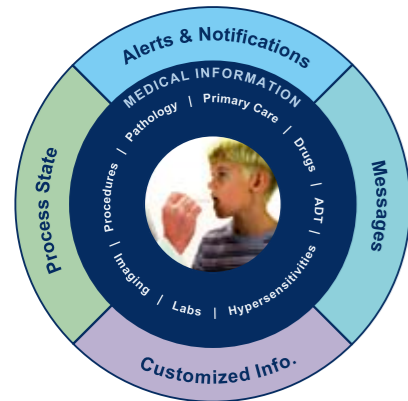 Alerts & Notifications
Messages
Customized Info.
Process State
MEDICAL INFORMATION
Procedures | Pathology | Primary Care | Drugs | ADT | Hypersensitivities | Labs | Imaging |